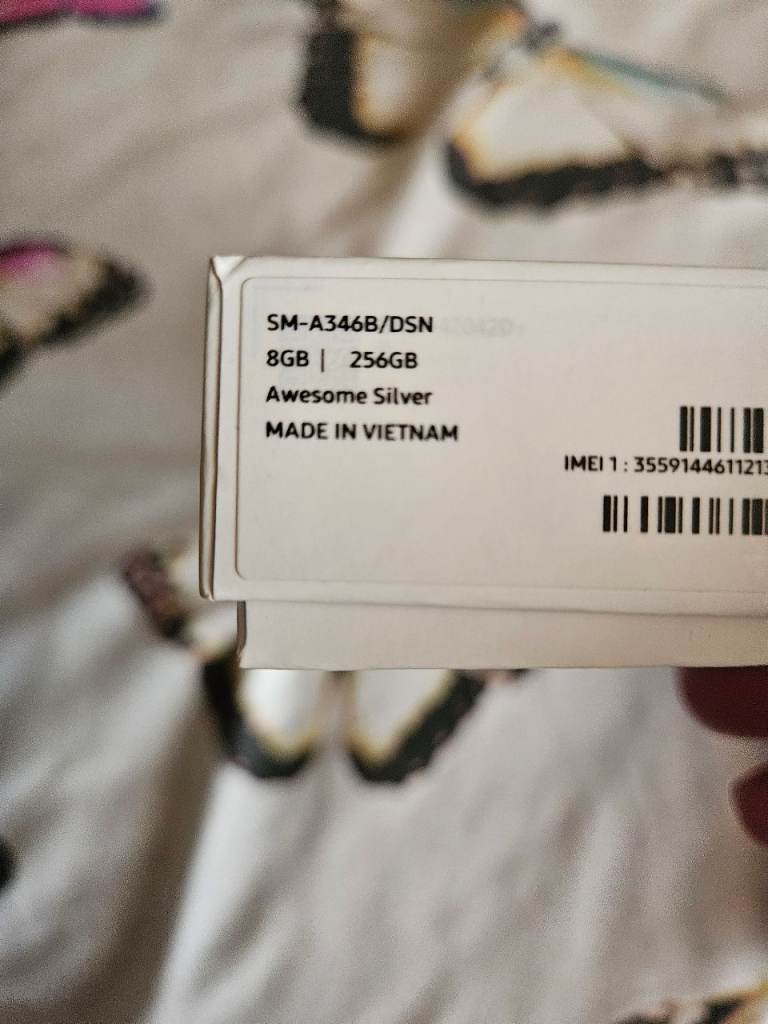 SM-A346B/DSN
8GB | 256GB
Awesome Silver
MADE IN VIETNAM
IMEI 1 : 3559144611213